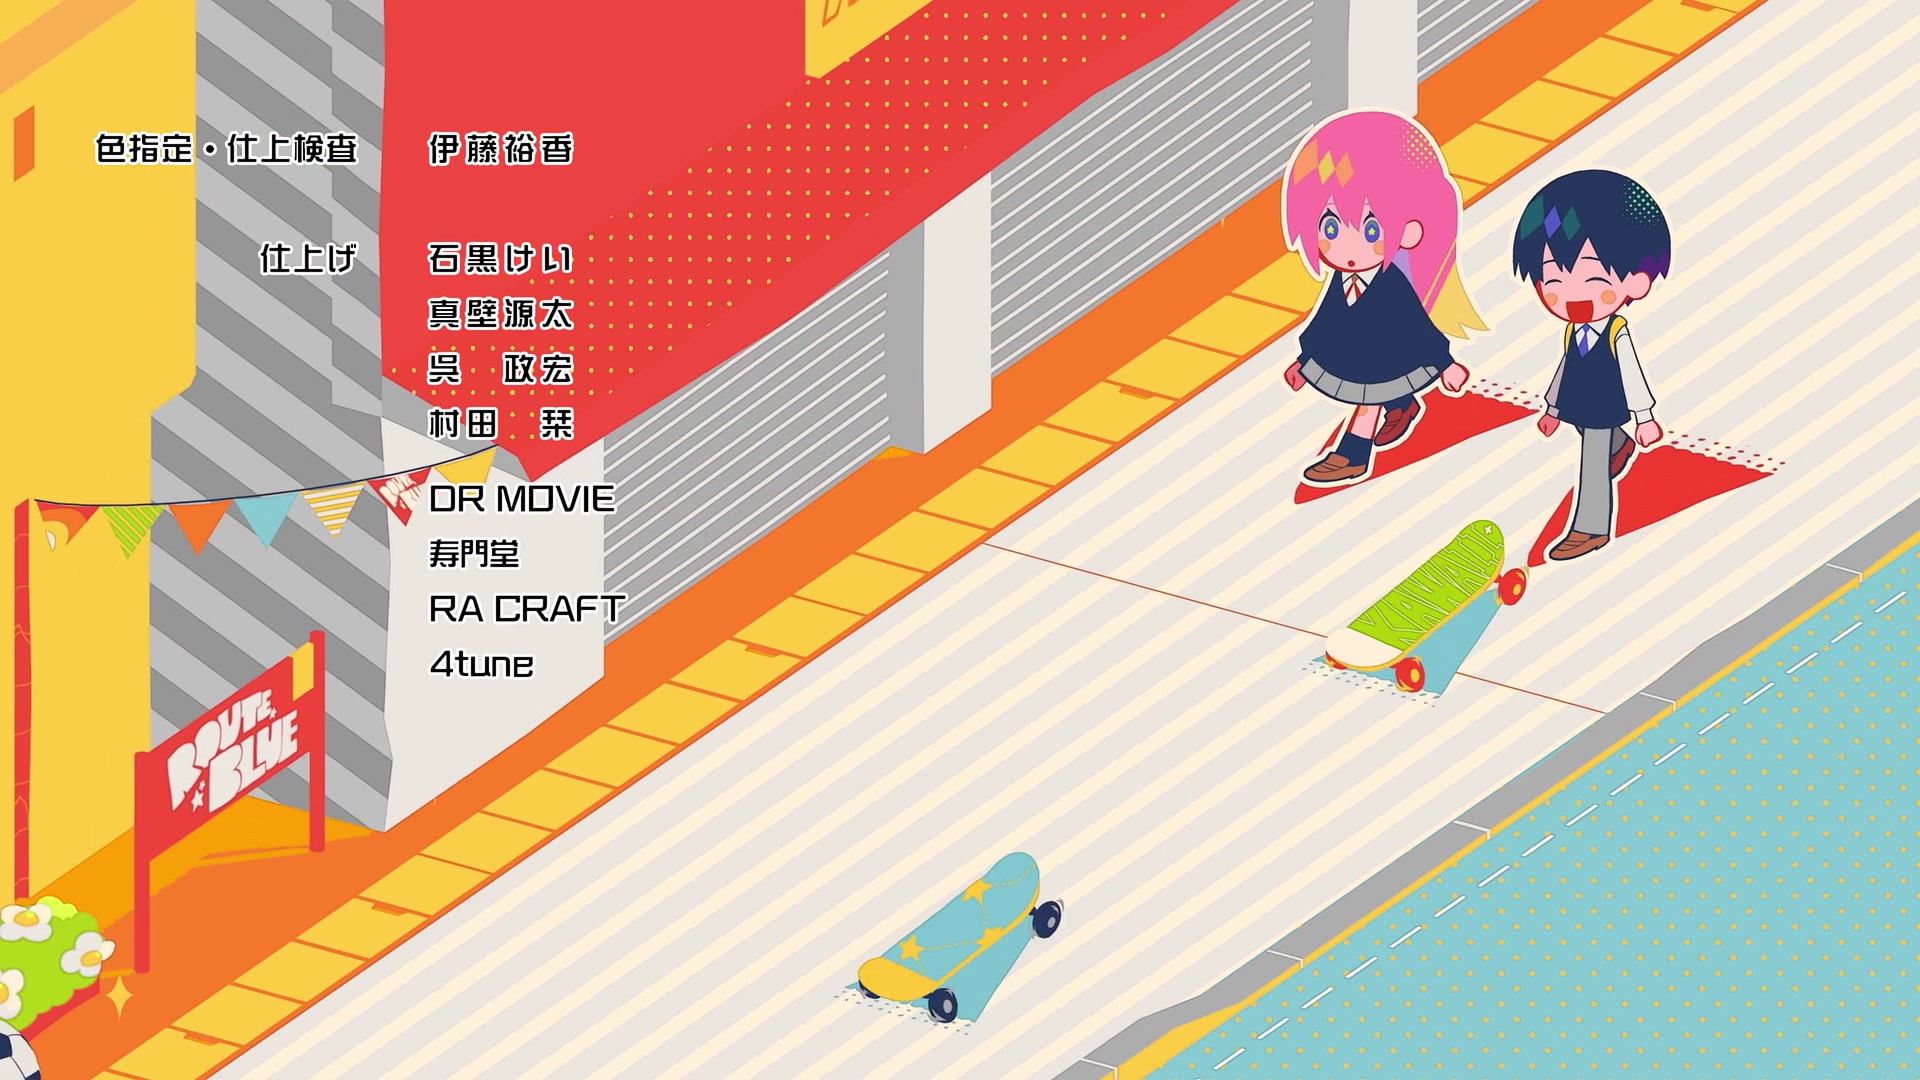 色指定・仕上検査 伊藤裕香
仕上げ 石黒けい
真壁源太
呉 政宏
村田 栞
DR MOVIE
寿門堂
RA CRAFT
4tune
KAWAII
ROUTE
BLUE